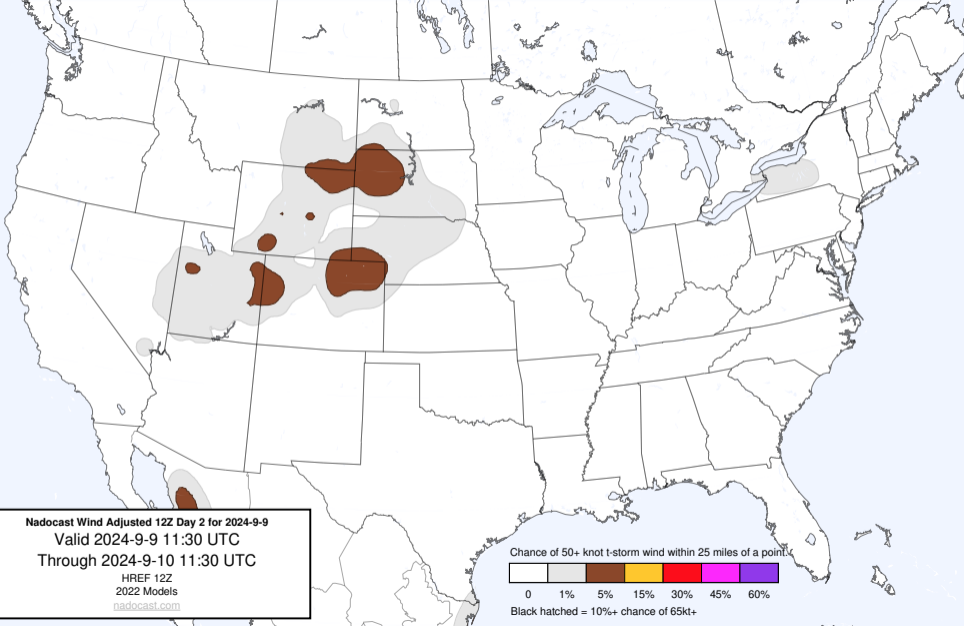 Nadocast Wind Adjusted 12Z Day 2 for 2024-9-9
Valid 2024-9-9 11:30 UTC
Through 2024-9-10 11:30 UTC
HREF 12Z
2022 Models
nadocast.com
Chance of 50+ knot t-storm wind within 25 miles of a point.
0 1% 5% 15% 30% 45% 60%
Black hatched = 10%+ chance of 65kt+